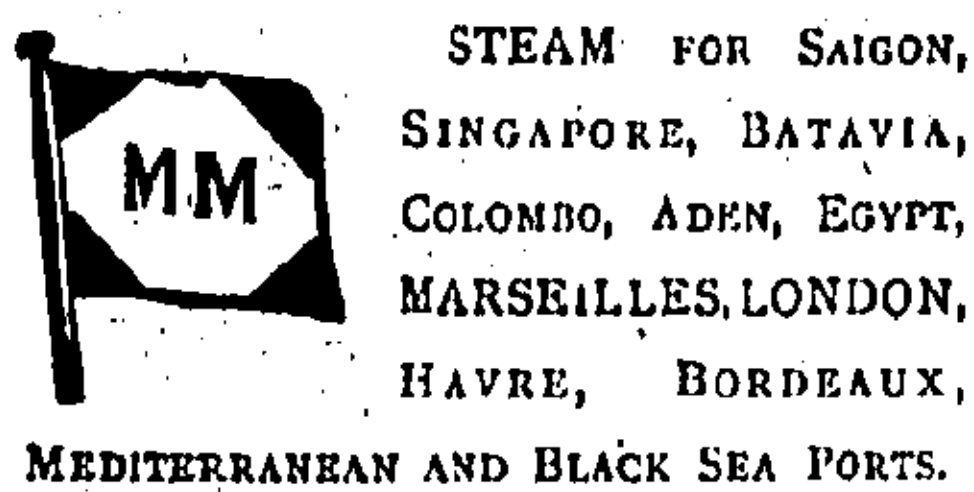 MM
STEAM FOR SAIGON,
SINGAPORE, BATAVIA,
COLOMBO, ADEN, EGYPT,
MARSEILLES, LONDON,
HAVRE, BORDEAUX,
MEDITERRANEAN AND BLACK SEA PORTS.